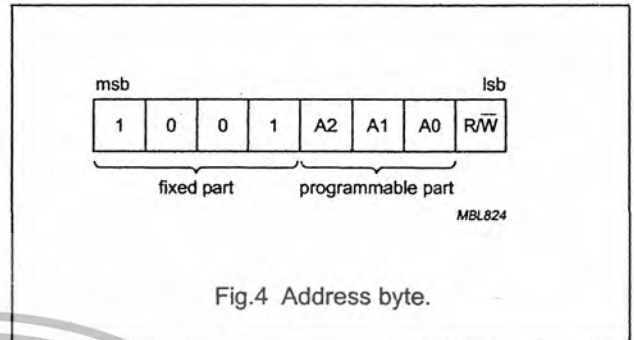 msb lsb
1 0 0 1 A2 A1 A0 R/W̅
fixed part programmable part
MBL824
Fig.4 Address byte.